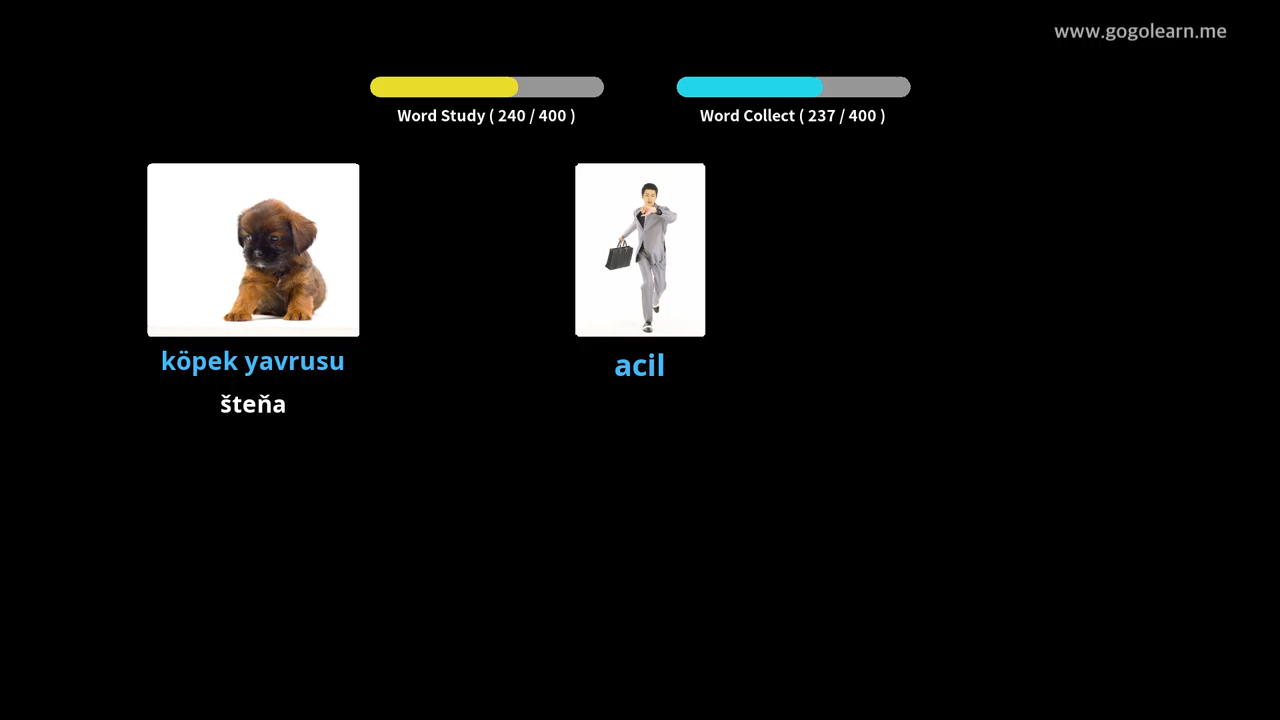 www.gogolearn.me
Word Study ( 240 / 400 )
Word Collect ( 237 / 400 )
köpek yavrusu
šteňa
acil